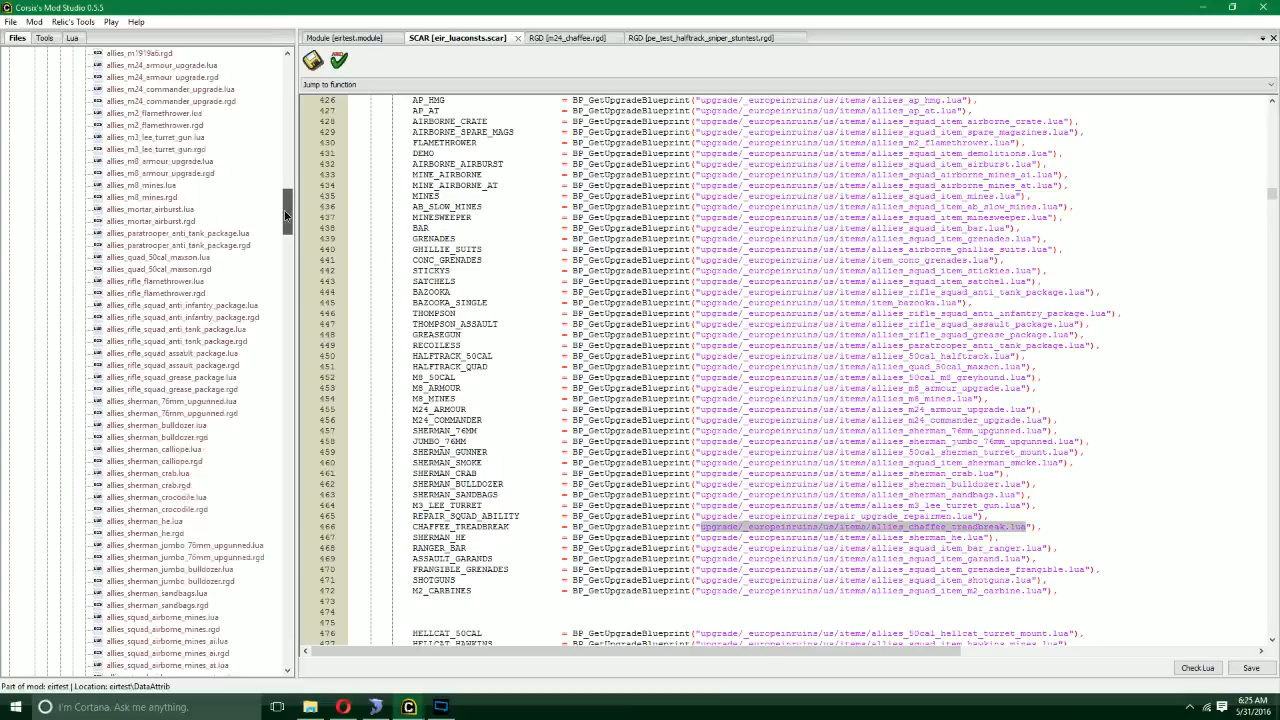 Corsix's Mod Studio 0.5.5
File Mod Relic's Tools Play Help
Files Tools Lua
Module [eirtest.module] SCAR [eir_luaconsts.scar] RGD [m24_chaffee.rgd] RGD [pe_test_halftrack_sniper_stuntest.rgd]
Jump to function
allies_m1919a6.rgd
allies_m24_armour_upgrade.lua
allies_m24_armour_upgrade.rgd
allies_m24_commander_upgrade.lua
allies_m24_commander_upgrade.rgd
allies_m2_flamethrower.lua
allies_m2_flamethrower.rgd
allies_m3_lee_turret_gun.lua
allies_m3_lee_turret_gun.rgd
allies_m8_armour_upgrade.lua
allies_m8_armour_upgrade.rgd
allies_m8_mines.lua
allies_m8_mines.rgd
allies_mortar_airburst.lua
allies_mortar_airburst.rgd
allies_paratrooper_anti_tank_package.lua
allies_paratrooper_anti_tank_package.rgd
allies_quad_50cal_maxson.lua
allies_quad_50cal_maxson.rgd
allies_rifle_flamethrower.lua
allies_rifle_flamethrower.rgd
allies_rifle_squad_anti_infantry_package.lua
allies_rifle_squad_anti_infantry_package.rgd
allies_rifle_squad_anti_tank_package.lua
allies_rifle_squad_anti_tank_package.rgd
allies_rifle_squad_assault_package.lua
allies_rifle_squad_assault_package.rgd
allies_rifle_squad_grease_package.lua
allies_rifle_squad_grease_package.rgd
allies_sherman_76mm_upgunned.lua
allies_sherman_76mm_upgunned.rgd
allies_sherman_bulldozer.lua
allies_sherman_bulldozer.rgd
allies_sherman_calliope.lua
allies_sherman_calliope.rgd
allies_sherman_crab.lua
allies_sherman_crab.rgd
allies_sherman_crocodile.lua
allies_sherman_crocodile.rgd
allies_sherman_he.lua
allies_sherman_he.rgd
allies_sherman_jumbo_76mm_upgunned.lua
allies_sherman_jumbo_76mm_upgunned.rgd
allies_sherman_jumbo_bulldozer.lua
allies_sherman_jumbo_bulldozer.rgd
allies_sherman_sandbags.lua
allies_sherman_sandbags.rgd
allies_squad_airborne_mines.lua
allies_squad_airborne_mines.rgd
allies_squad_airborne_mines_ai.lua
allies_squad_airborne_mines_ai.rgd
allies_squad_airborne_mines_at.lua
426 AP_HMG = BP_GetUpgradeBlueprint("upgrade/_europeinruins/us/items/allies_ap_hmg.lua"),
427 AP_AT = BP_GetUpgradeBlueprint("upgrade/_europeinruins/us/items/allies_ap_at.lua"),
428 AIRBORNE_CRATE = BP_GetUpgradeBlueprint("upgrade/_europeinruins/us/items/allies_squad_item_airborne_crate.lua"),
429 AIRBORNE_SPARE_MAGS = BP_GetUpgradeBlueprint("upgrade/_europeinruins/us/items/allies_squad_item_spare_magazines.lua"),
430 FLAMETHROWER = BP_GetUpgradeBlueprint("upgrade/_europeinruins/us/items/allies_m2_flamethrower.lua"),
431 DEMO = BP_GetUpgradeBlueprint("upgrade/_europeinruins/us/items/allies_squad_item_demolitions.lua"),
432 AIRBORNE_AIRBURST = BP_GetUpgradeBlueprint("upgrade/_europeinruins/us/items/allies_squad_item_airburst.lua"),
433 MINE_AIRBORNE = BP_GetUpgradeBlueprint("upgrade/_europeinruins/us/items/allies_squad_airborne_mines_ai.lua"),
434 MINE_AIRBORNE_AT = BP_GetUpgradeBlueprint("upgrade/_europeinruins/us/items/allies_squad_airborne_mines_at.lua"),
435 MINES = BP_GetUpgradeBlueprint("upgrade/_europeinruins/us/items/allies_squad_item_mines.lua"),
436 AB_SLOW_MINES = BP_GetUpgradeBlueprint("upgrade/_europeinruins/us/items/allies_squad_item_ab_slow_mines.lua"),
437 MINESWEEPER = BP_GetUpgradeBlueprint("upgrade/_europeinruins/us/items/allies_squad_item_minesweeper.lua"),
438 BAR = BP_GetUpgradeBlueprint("upgrade/_europeinruins/us/items/allies_squad_item_bar.lua"),
439 GRENADES = BP_GetUpgradeBlueprint("upgrade/_europeinruins/us/items/allies_squad_item_grenades.lua"),
440 GHILLIE_SUITS = BP_GetUpgradeBlueprint("upgrade/_europeinruins/us/items/allies_airborne_ghillie_suits.lua"),
441 CONC_GRENADES = BP_GetUpgradeBlueprint("upgrade/_europeinruins/us/items/item_conc_grenades.lua"),
442 STICKYS = BP_GetUpgradeBlueprint("upgrade/_europeinruins/us/items/allies_squad_item_stickies.lua"),
443 SATCHELS = BP_GetUpgradeBlueprint("upgrade/_europeinruins/us/items/allies_squad_item_satchel.lua"),
444 BAZOOKA = BP_GetUpgradeBlueprint("upgrade/_europeinruins/us/items/allies_rifle_squad_anti_tank_package.lua"),
445 BAZOOKA_SINGLE = BP_GetUpgradeBlueprint("upgrade/_europeinruins/us/items/item_bazooka.lua"),
446 THOMPSON = BP_GetUpgradeBlueprint("upgrade/_europeinruins/us/items/allies_rifle_squad_anti_infantry_package.lua"),
447 THOMPSON_ASSAULT = BP_GetUpgradeBlueprint("upgrade/_europeinruins/us/items/allies_rifle_squad_assault_package.lua"),
448 GREASEGUN = BP_GetUpgradeBlueprint("upgrade/_europeinruins/us/items/allies_rifle_squad_grease_package.lua"),
449 RECOILESS = BP_GetUpgradeBlueprint("upgrade/_europeinruins/us/items/allies_paratrooper_anti_tank_package.lua"),
450 HALFTRACK_50CAL = BP_GetUpgradeBlueprint("upgrade/_europeinruins/us/items/allies_50cal_halftrack.lua"),
451 HALFTRACK_QUAD = BP_GetUpgradeBlueprint("upgrade/_europeinruins/us/items/allies_quad_50cal_maxson.lua"),
452 M8_50CAL = BP_GetUpgradeBlueprint("upgrade/_europeinruins/us/items/allies_50cal_m8_greyhound.lua"),
453 M8_ARMOUR = BP_GetUpgradeBlueprint("upgrade/_europeinruins/us/items/allies_m8_armour_upgrade.lua"),
454 M8_MINES = BP_GetUpgradeBlueprint("upgrade/_europeinruins/us/items/allies_m8_mines.lua"),
455 M24_ARMOUR = BP_GetUpgradeBlueprint("upgrade/_europeinruins/us/items/allies_m24_armour_upgrade.lua"),
456 M24_COMMANDER = BP_GetUpgradeBlueprint("upgrade/_europeinruins/us/items/allies_m24_commander_upgrade.lua"),
457 SHERMAN_76MM = BP_GetUpgradeBlueprint("upgrade/_europeinruins/us/items/allies_sherman_76mm_upgunned.lua"),
458 JUMBO_76MM = BP_GetUpgradeBlueprint("upgrade/_europeinruins/us/items/allies_sherman_jumbo_76mm_upgunned.lua"),
459 SHERMAN_GUNNER = BP_GetUpgradeBlueprint("upgrade/_europeinruins/us/items/allies_50cal_sherman_turret_mount.lua"),
460 SHERMAN_SMOKE = BP_GetUpgradeBlueprint("upgrade/_europeinruins/us/items/allies_squad_item_sherman_smoke.lua"),
461 SHERMAN_CRAB = BP_GetUpgradeBlueprint("upgrade/_europeinruins/us/items/allies_sherman_crab.lua"),
462 SHERMAN_BULLDOZER = BP_GetUpgradeBlueprint("upgrade/_europeinruins/us/items/allies_sherman_bulldozer.lua"),
463 SHERMAN_SANDBAGS = BP_GetUpgradeBlueprint("upgrade/_europeinruins/us/items/allies_sherman_sandbags.lua"),
464 M3_LEE_TURRET = BP_GetUpgradeBlueprint("upgrade/_europeinruins/us/items/allies_m3_lee_turret_gun.lua"),
465 REPAIR_SQUAD_ABILITY = BP_GetUpgradeBlueprint("upgrade/_europeinruins/repair_upgrade_repairmen.lua"),
466 CHAFFEE_TREADBREAK = BP_GetUpgradeBlueprint("upgrade/_europeinruins/us/items/allies_chaffee_treadbreak.lua"),
467 SHERMAN_HE = BP_GetUpgradeBlueprint("upgrade/_europeinruins/us/items/allies_sherman_he.lua"),
468 RANGER_BAR = BP_GetUpgradeBlueprint("upgrade/_europeinruins/us/items/allies_squad_item_bar_ranger.lua"),
469 ASSAULT_GARANDS = BP_GetUpgradeBlueprint("upgrade/_europeinruins/us/items/allies_squad_item_garand.lua"),
470 FRANGIBLE_GRENADES = BP_GetUpgradeBlueprint("upgrade/_europeinruins/us/items/allies_squad_item_grenades_frangible.lua"),
471 SHOTGUNS = BP_GetUpgradeBlueprint("upgrade/_europeinruins/us/items/allies_squad_item_shotguns.lua"),
472 M2_CARBINES = BP_GetUpgradeBlueprint("upgrade/_europeinruins/us/items/allies_squad_item_m2_carbine.lua"),
473
474
475
476 HELLCAT_50CAL = BP_GetUpgradeBlueprint("upgrade/_europeinruins/us/items/allies_50cal_hellcat_turret_mount.lua"),
Check Lua Save
Part of mod: eirtest | Location: eirtest\DataAttrib
I'm Cortana. Ask me anything.
6:25 AM
5/31/2016